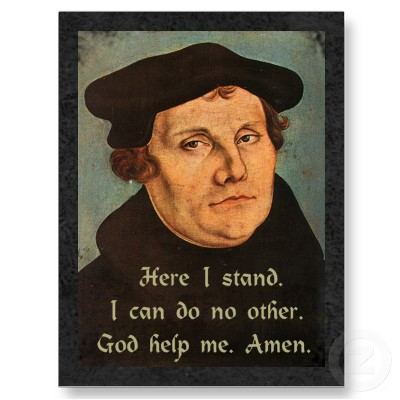 Here I stand.
I can do no other.
God help me. Amen.